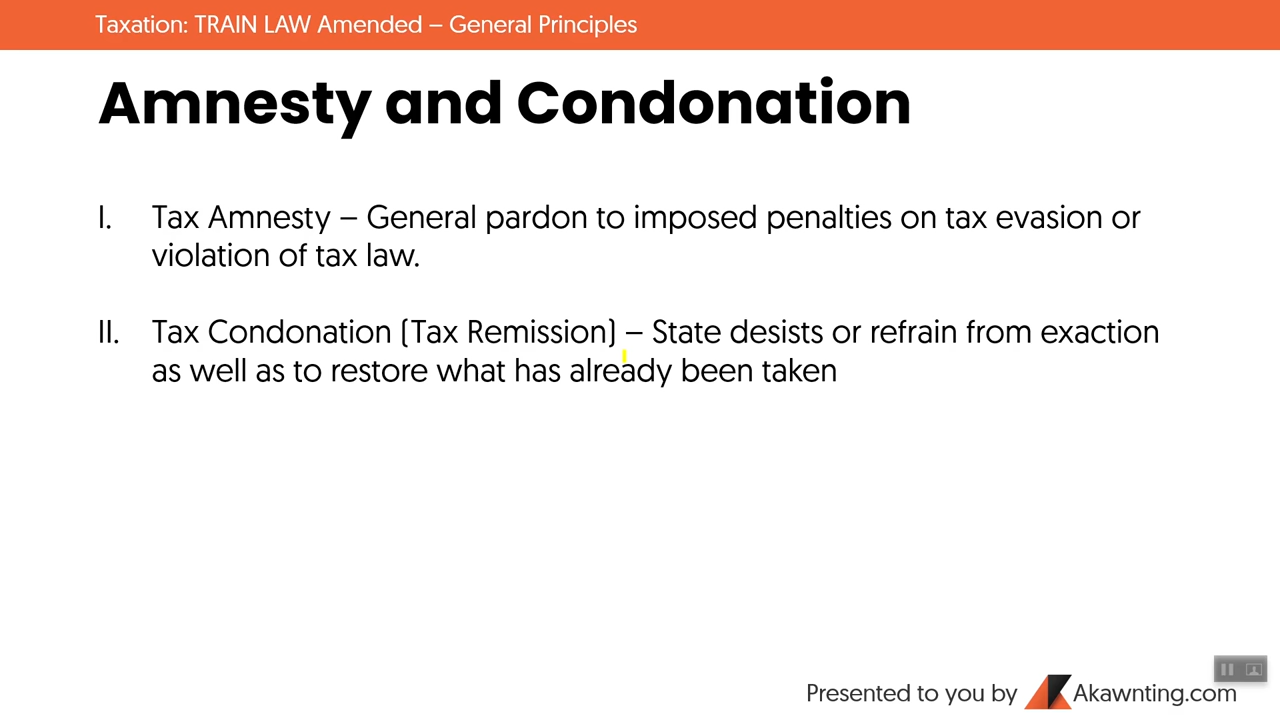 Taxation: TRAIN LAW Amended – General Principles
Amnesty and Condonation
I. Tax Amnesty – General pardon to imposed penalties on tax evasion or
violation of tax law.
II. Tax Condonation (Tax Remission) – State desists or refrain from exaction
as well as to restore what has already been taken
Presented to you by Akawnting.com